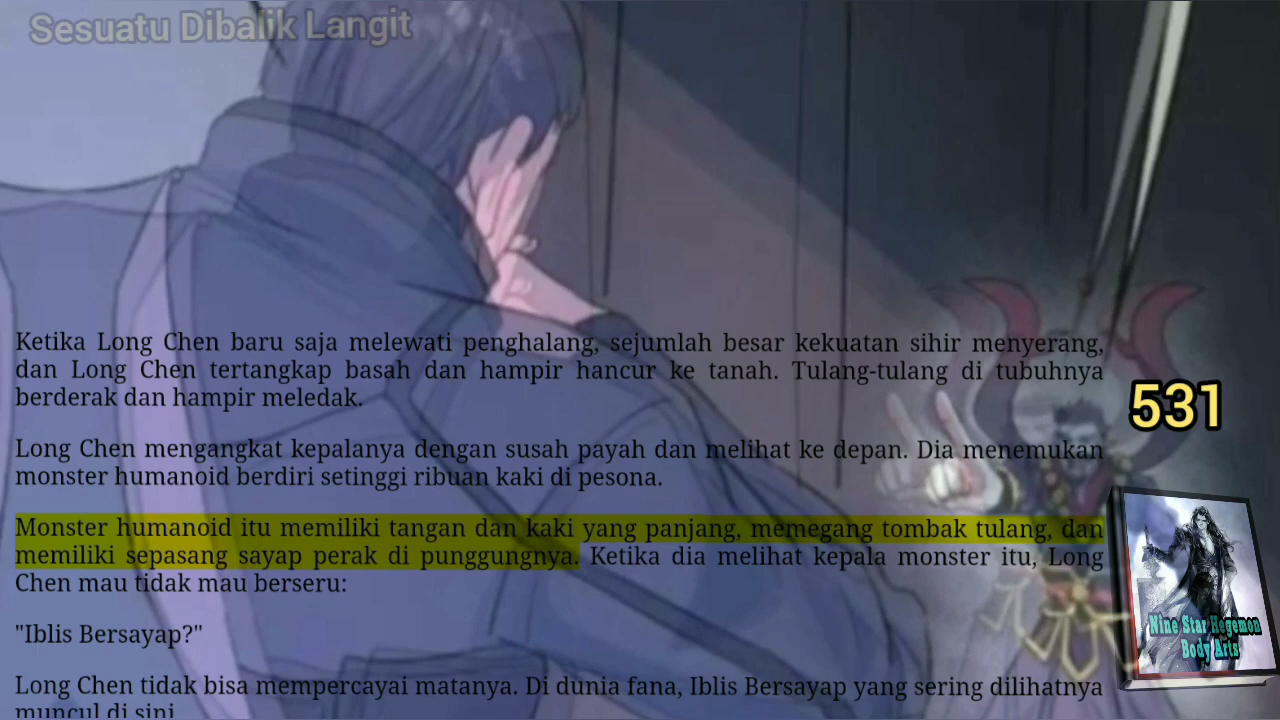 Sesuatu Dibalik Langit
Ketika Long Chen baru saja melewati penghalang, sejumlah besar kekuatan sihir menyerang,
dan Long Chen tertangkap basah dan hampir hancur ke tanah. Tulang-tulang di tubuhnya
berderak dan hampir meledak.
Long Chen mengangkat kepalanya dengan susah payah dan melihat ke depan. Dia menemukan
monster humanoid berdiri setinggi ribuan kaki di pesona.
Monster humanoid itu memiliki tangan dan kaki yang panjang, memegang tombak tulang, dan
memiliki sepasang sayap perak di punggungnya. Ketika dia melihat kepala monster itu, Long
Chen mau tidak mau berseru:
"Iblis Bersayap?"
Long Chen tidak bisa mempercayai matanya. Di dunia fana, Iblis Bersayap yang sering dilihatnya
muncul di sini
531
Nine Star Hegemon
Body Arts